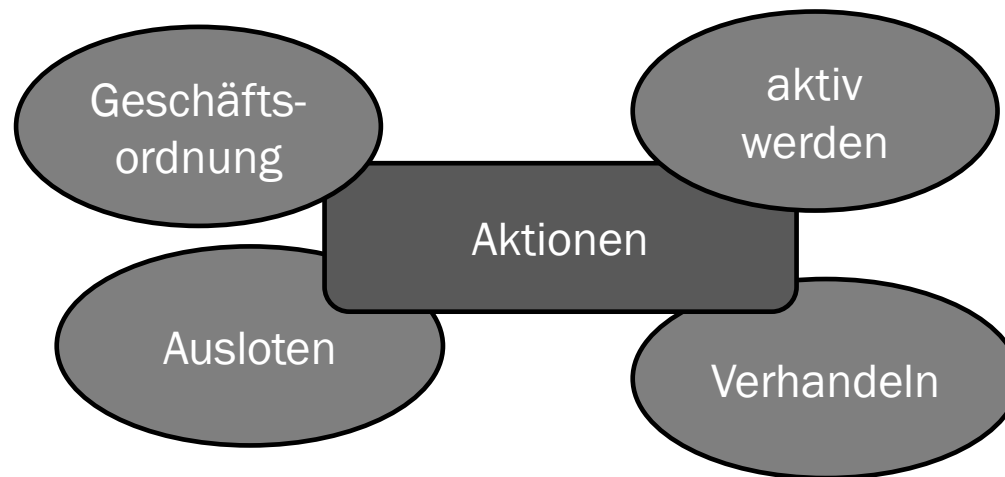 Geschäfts-
ordnung
aktiv
werden
Aktionen
Ausloten
Verhandeln